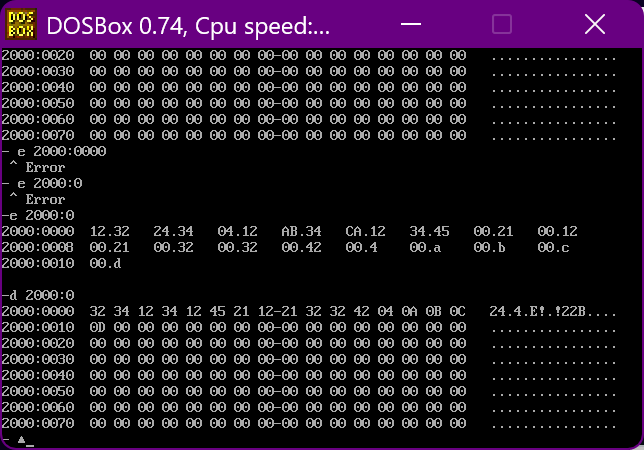 DOS
BOX
DOSBox 0.74, Cpu speed:...
2000:0020  00 00 00 00 00 00 00 00-00 00 00 00 00 00 00 00   ................
2000:0030  00 00 00 00 00 00 00 00-00 00 00 00 00 00 00 00   ................
2000:0040  00 00 00 00 00 00 00 00-00 00 00 00 00 00 00 00   ................
2000:0050  00 00 00 00 00 00 00 00-00 00 00 00 00 00 00 00   ................
2000:0060  00 00 00 00 00 00 00 00-00 00 00 00 00 00 00 00   ................
2000:0070  00 00 00 00 00 00 00 00-00 00 00 00 00 00 00 00   ................
- e 2000:0000
 ^ Error
- e 2000:0
 ^ Error
-e 2000:0
2000:0000  12.32   24.34   04.12   AB.34   CA.12   34.45   00.21   00.12
2000:0008  00.21   00.32   00.32   00.42   00.4    00.a    00.b    00.c
2000:0010  00.d
-d 2000:0
2000:0000  32 34 12 34 12 45 21 12-21 32 32 42 04 0A 0B 0C   24.4.E!.!22B....
2000:0010  0D 00 00 00 00 00 00 00-00 00 00 00 00 00 00 00   ................
2000:0020  00 00 00 00 00 00 00 00-00 00 00 00 00 00 00 00   ................
2000:0030  00 00 00 00 00 00 00 00-00 00 00 00 00 00 00 00   ................
2000:0040  00 00 00 00 00 00 00 00-00 00 00 00 00 00 00 00   ................
2000:0050  00 00 00 00 00 00 00 00-00 00 00 00 00 00 00 00   ................
2000:0060  00 00 00 00 00 00 00 00-00 00 00 00 00 00 00 00   ................
2000:0070  00 00 00 00 00 00 00 00-00 00 00 00 00 00 00 00   ................
- ▲_